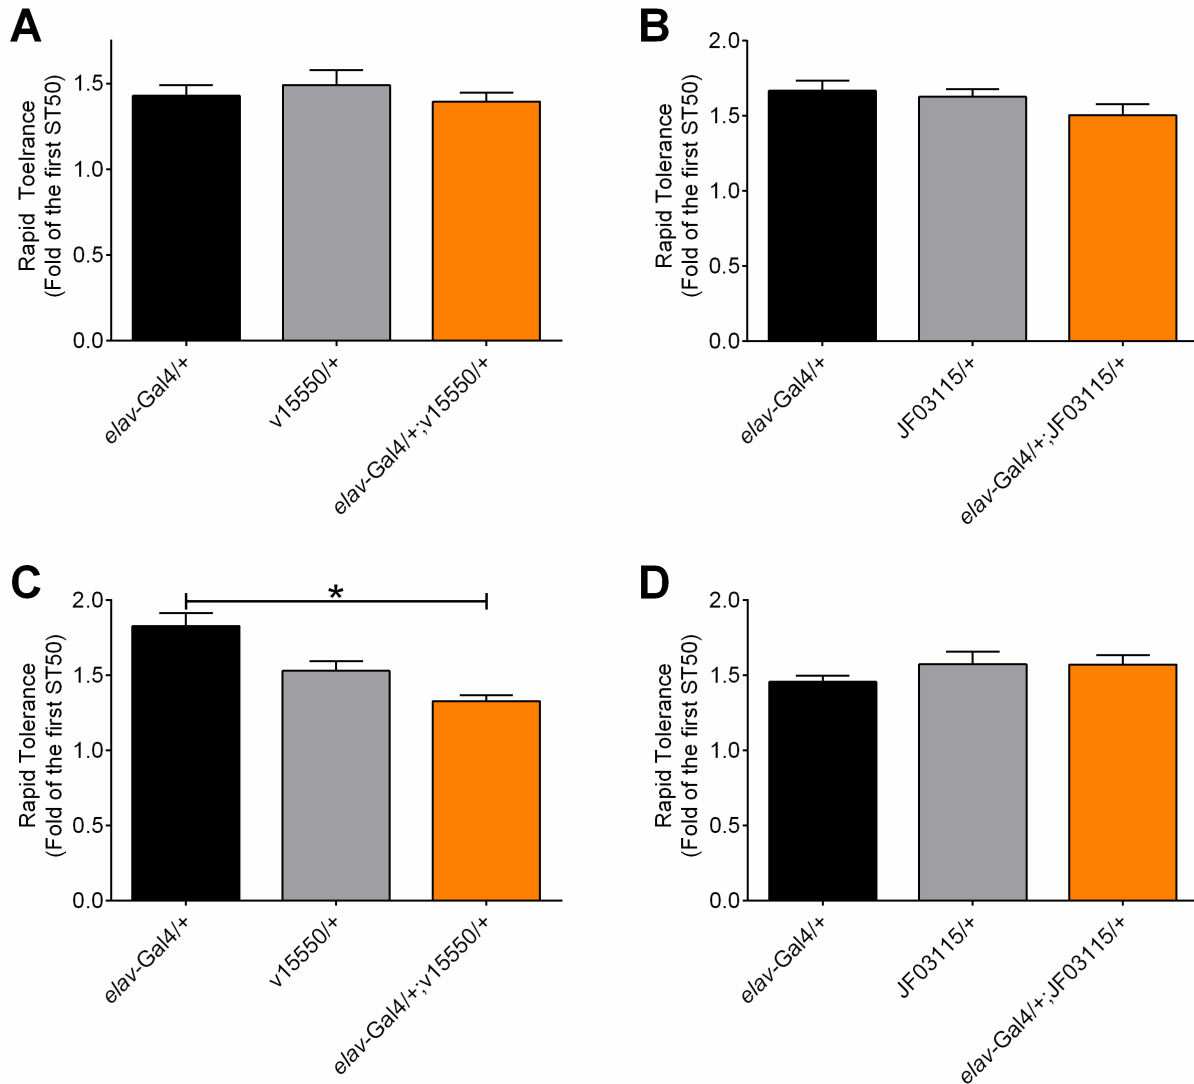 A
Rapid Toelrance
(Fold of the first ST50)
1.5
1.0
0.5
0.0
elav-Gal4/+
v15550/+
elav-Gal4/+;v15550/+
B
Rapid Tolerance
(Fold of the first ST50)
2.0
1.5
1.0
0.5
0.0
elav-Gal4/+
JF03115/+
elav-Gal4/+;JF03115/+
C
Rapid Tolerance
(Fold of the first ST50)
2.0
1.5
1.0
0.5
0.0
*
elav-Gal4/+
v15550/+
elav-Gal4/+;v15550/+
D
Rapid Tolerance
(Fold of the first ST50)
2.0
1.5
1.0
0.5
0.0
elav-Gal4/+
JF03115/+
elav-Gal4/+;JF03115/+